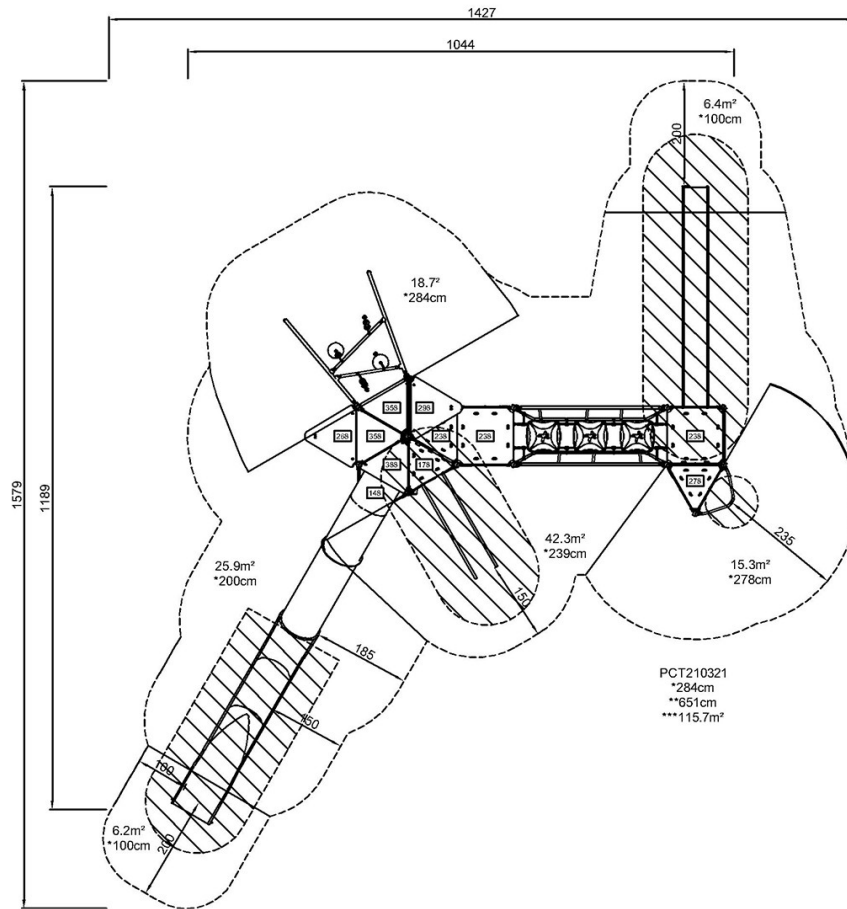 1427
1044
6.4m²
*100cm
200
18.7²
*284cm
358
298
268
358
238
238
238
388
178
278
148
1579
1189
42.3m²
*239cm
235
25.9m²
*200cm
15.3m²
*278cm
150
185
PCT210321
*284cm
**651cm
***115.7m²
150
100
6.2m²
*100cm
200